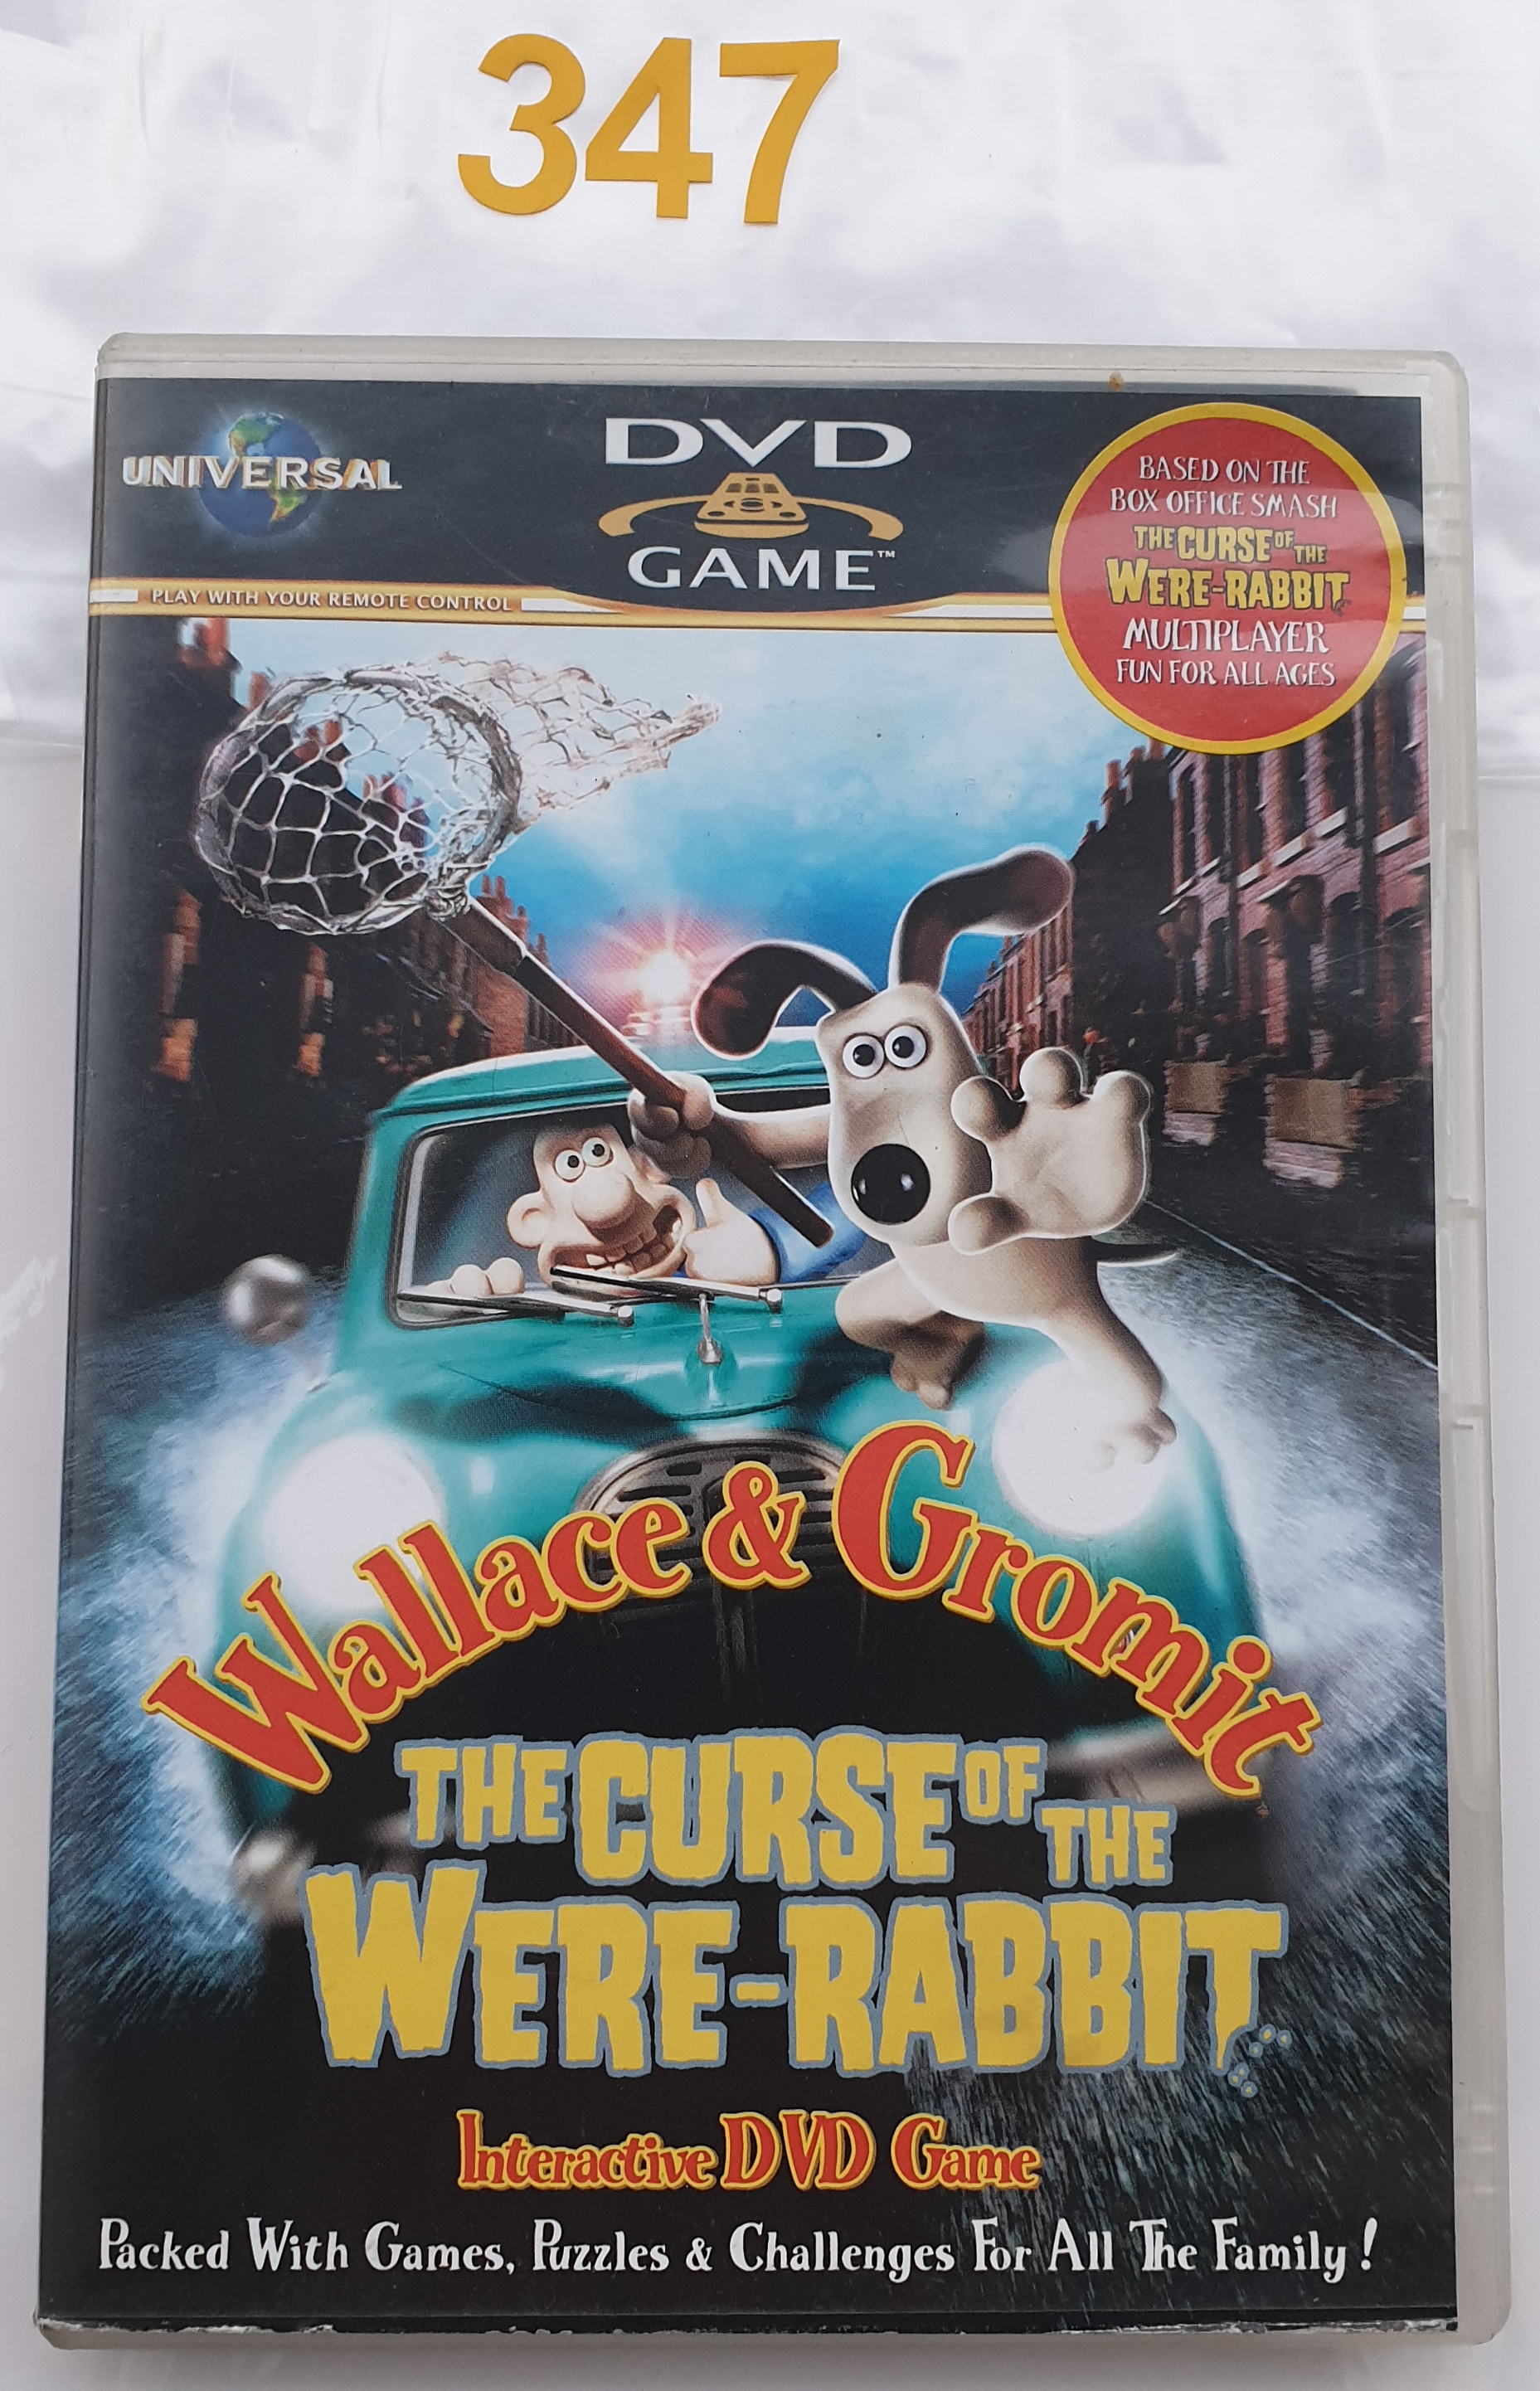 347
UNIVERSAL
DVD
GAME™
PLAY WITH YOUR REMOTE CONTROL
BASED ON THE
BOX OFFICE SMASH
THE CURSE OF THE
WERE-RABBIT
MULTIPLAYER
FUN FOR ALL AGES
Wallace & Gromit
THE CURSE OF THE
WERE-RABBIT
Interactive DVD Game
Packed With Games, Puzzles & Challenges For All The Family!